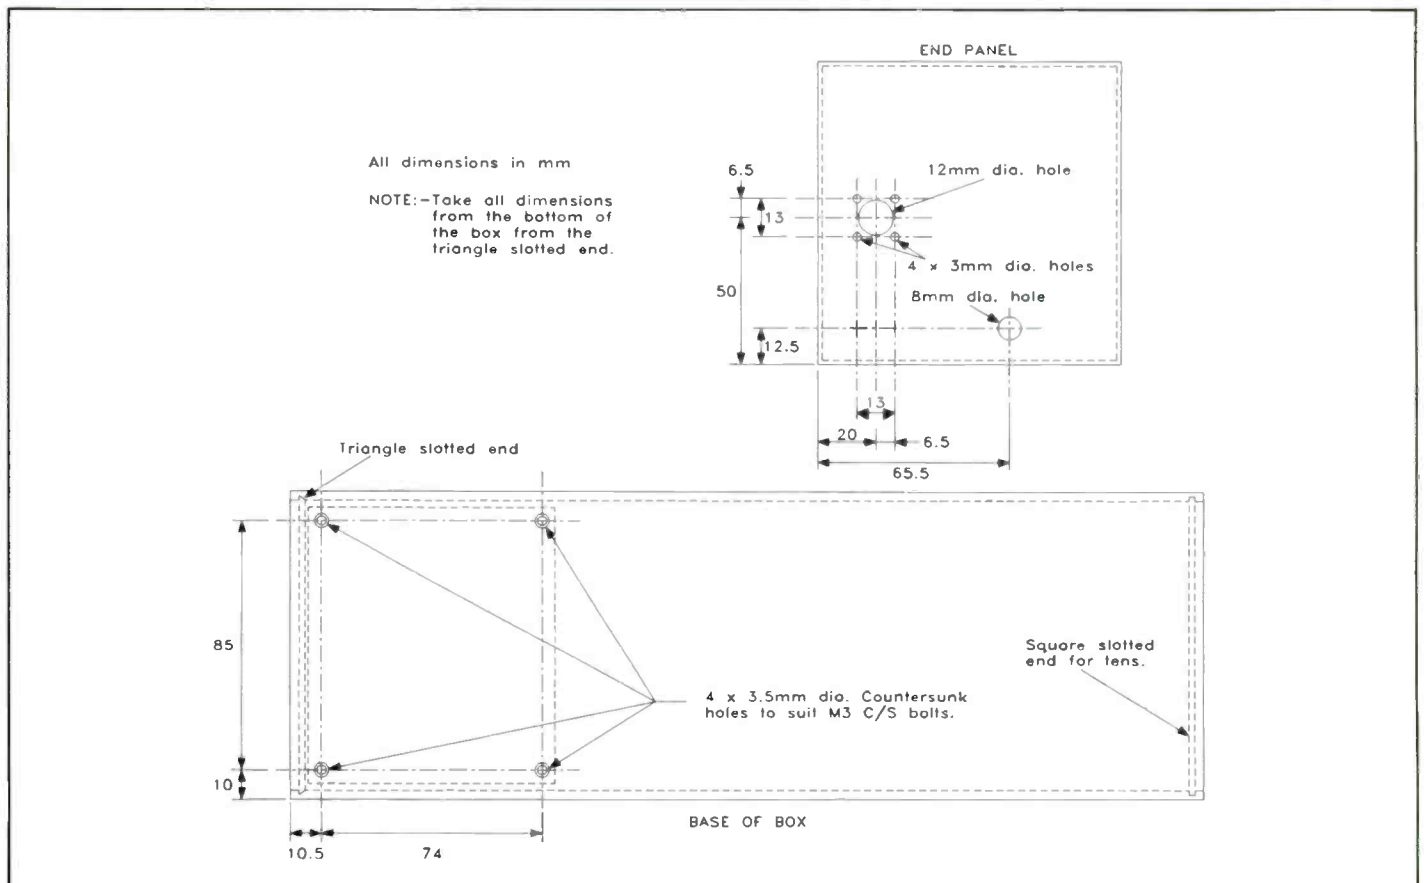 END PANEL
All dimensions in mm
NOTE:-Take all dimensions
from the bottom of
the box from the
triangle slotted end.
6.5
12mm dia. hole
13
4 x 3mm dia. holes
50
8mm dia. hole
12.5
13
20
6.5
65.5
Triangle slotted end
85
Square slotted
end for lens.
4 x 3.5mm dia. Countersunk
holes to suit M3 C/S bolts.
10
BASE OF BOX
10.5
74